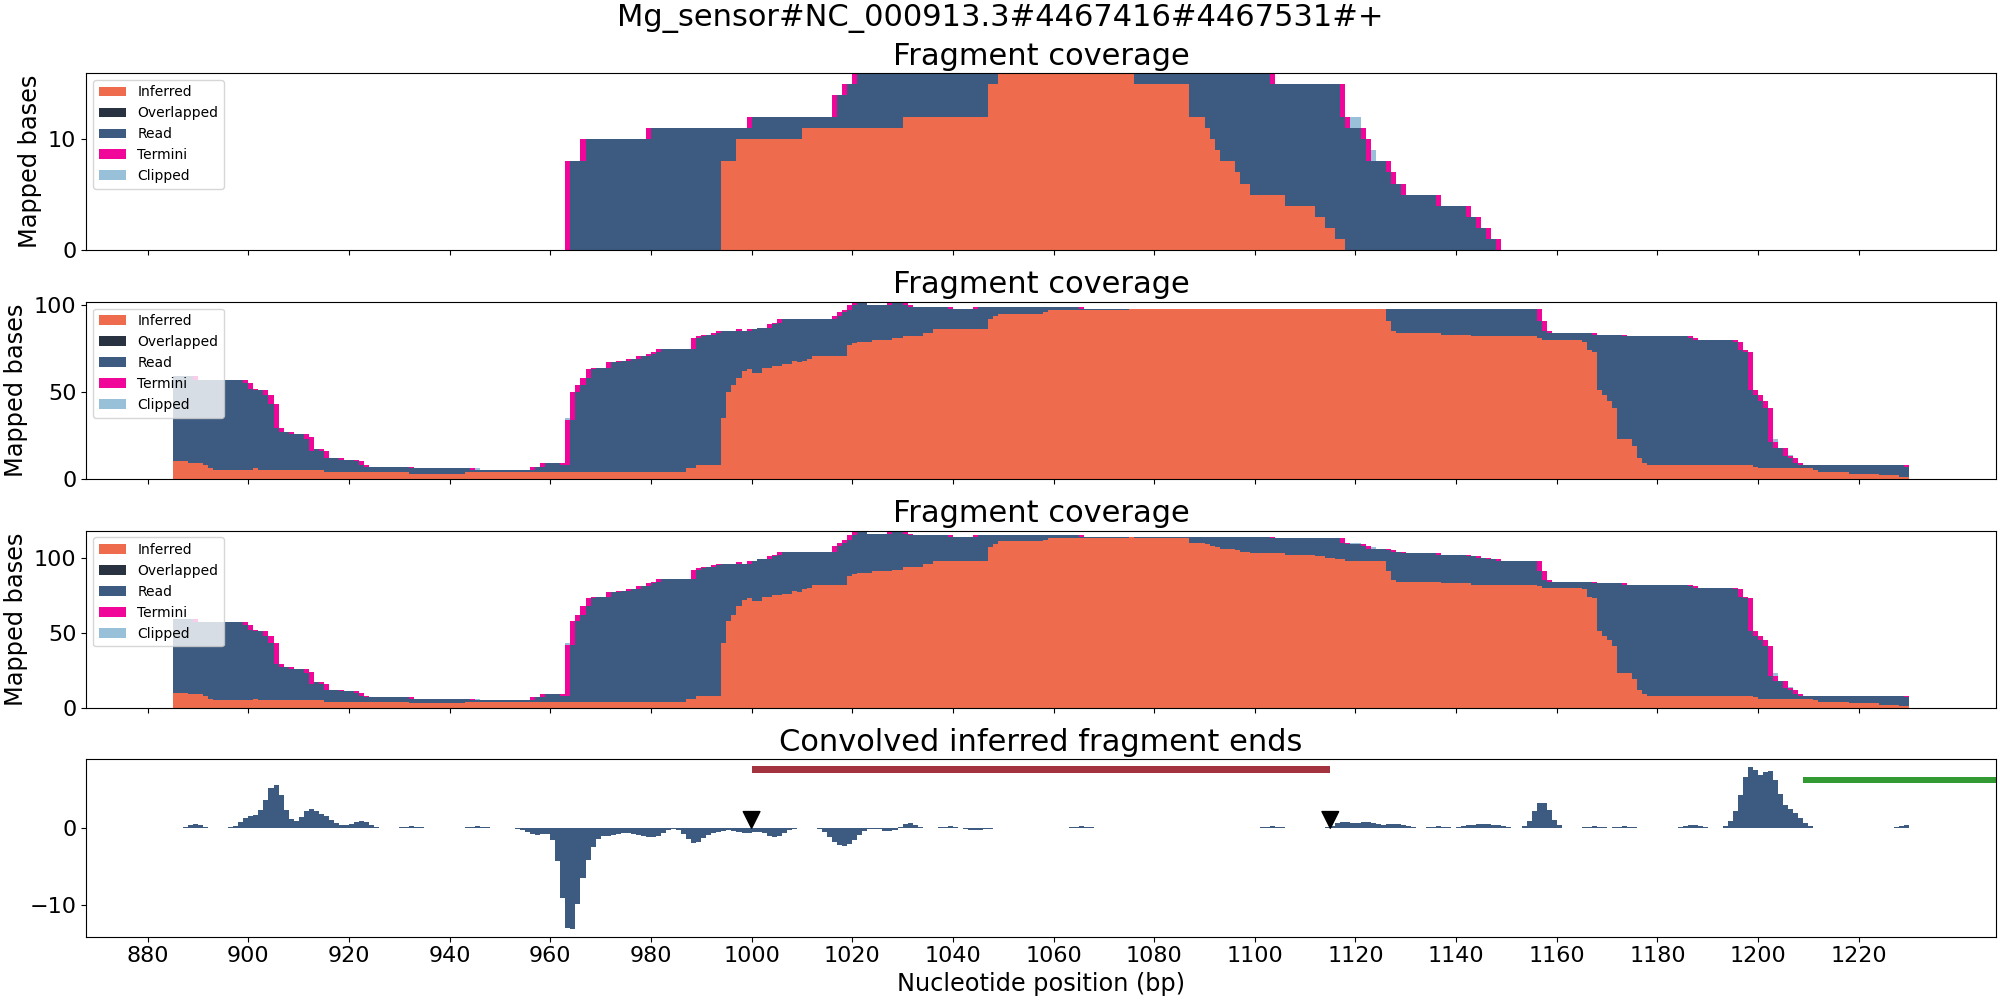 Mg_sensor#NC_000913.3#4467416#4467531#+
Fragment coverage
Mapped bases
10
0
Inferred
Overlapped
Read
Termini
Clipped
Fragment coverage
Mapped bases
100
50
0
Inferred
Overlapped
Read
Termini
Clipped
Fragment coverage
Mapped bases
100
50
0
Inferred
Overlapped
Read
Termini
Clipped
Convolved inferred fragment ends
0
−10
880 900 920 940 960 980 1000 1020 1040 1060 1080 1100 1120 1140 1160 1180 1200 1220
Nucleotide position (bp)